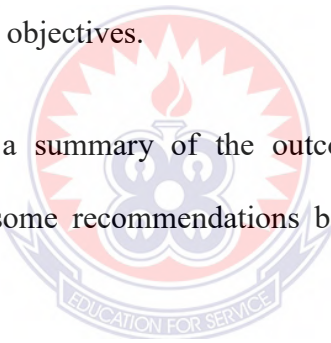 objectives.
a summary of the outco
some recommendations b
EDUCATION FOR SERVICE